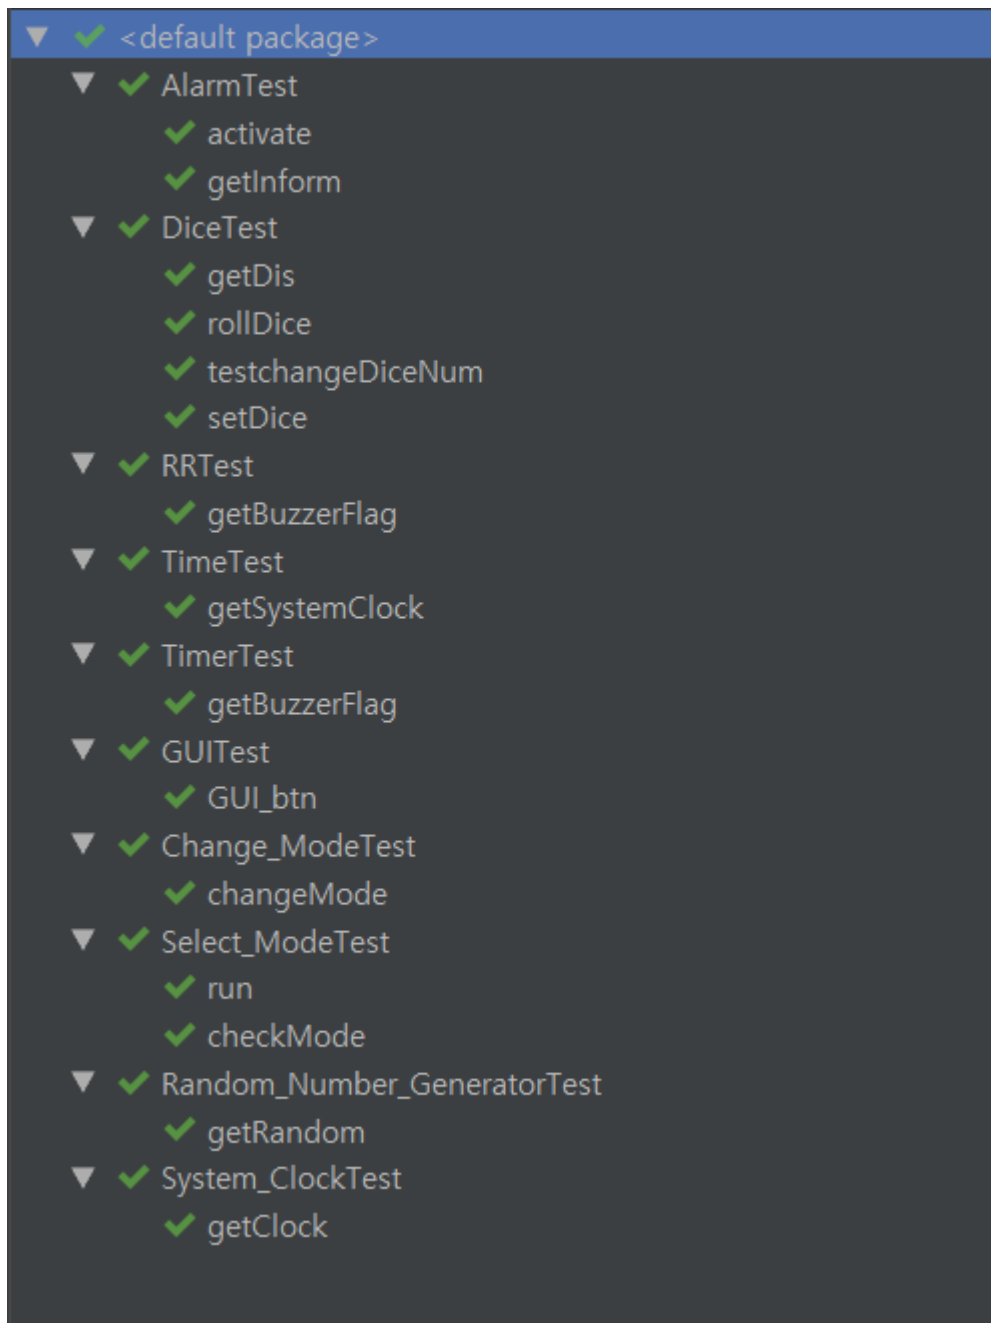 <default package>
AlarmTest
activate
getInform
DiceTest
getDis
rollDice
testchangeDiceNum
setDice
RRTest
getBuzzerFlag
TimeTest
getSystemClock
TimerTest
getBuzzerFlag
GUITest
GUI_btn
Change_ModeTest
changeMode
Select_ModeTest
run
checkMode
Random_Number_GeneratorTest
getRandom
System_ClockTest
getClock